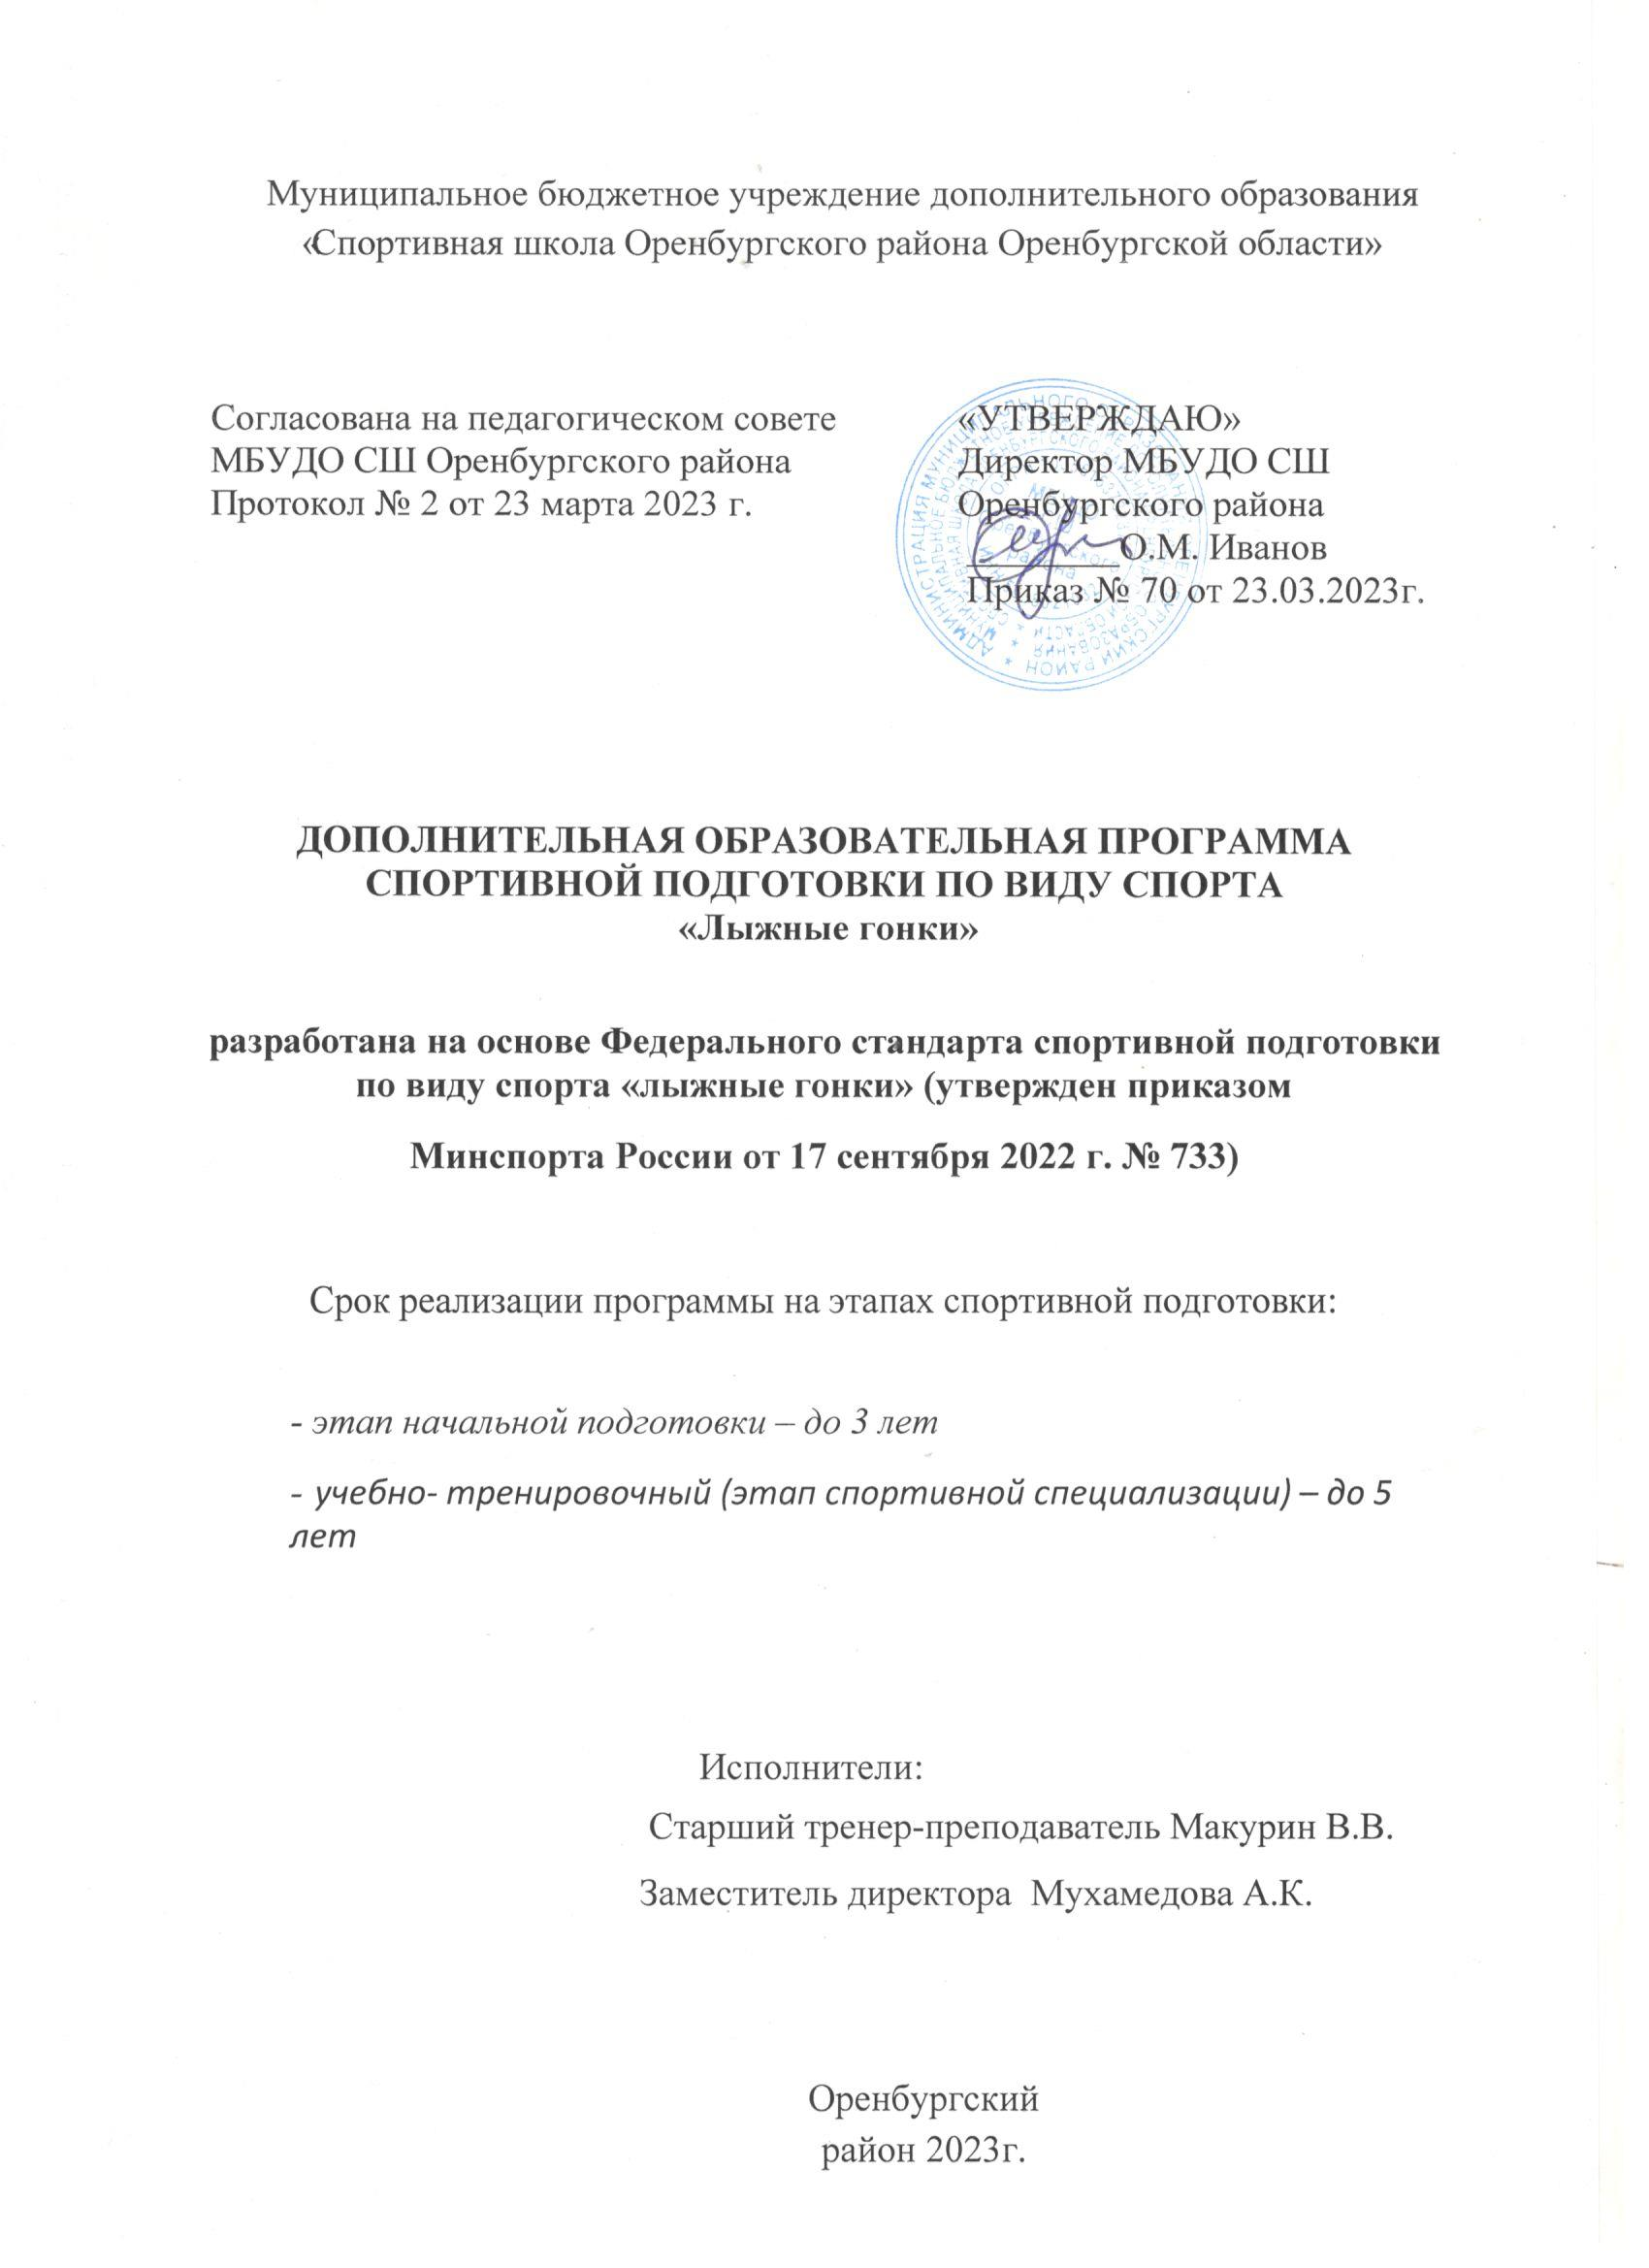 Муниципальное бюджетное учреждение дополнительного образования
«Спортивная школа Оренбургского района Оренбургской области»
Согласована на педагогическом совете
МБУДО СШ Оренбургского района
Протокол № 2 от 23 марта 2023 г.
«УТВЕРЖДАЮ»
Директор МБУДО СШ
Оренбургского района
________О.М. Иванов
Приказ № 70 от 23.03.2023г.
ДОПОЛНИТЕЛЬНАЯ ОБРАЗОВАТЕЛЬНАЯ ПРОГРАММА
СПОРТИВНОЙ ПОДГОТОВКИ ПО ВИДУ СПОРТА
«Лыжные гонки»
разработана на основе Федерального стандарта спортивной подготовки
по виду спорта «лыжные гонки» (утвержден приказом
Минспорта России от 17 сентября 2022 г. № 733)
Срок реализации программы на этапах спортивной подготовки:
- этап начальной подготовки – до 3 лет
- учебно- тренировочный (этап спортивной специализации) – до 5
лет
Исполнители:
Старший тренер-преподаватель Макурин В.В.
Заместитель директора Мухамедова А.К.
Оренбургский
район 2023г.